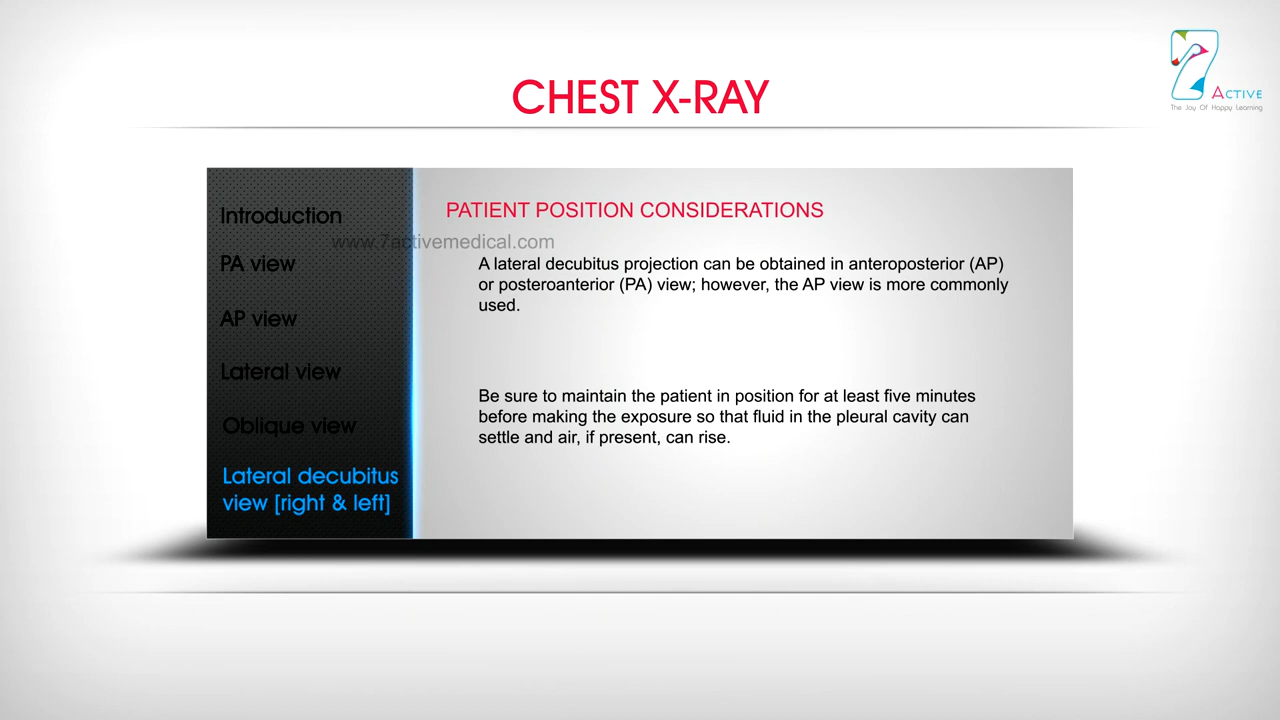 CHEST X-RAY
7 ACTIVE
The Joy Of Happy Learning
Introduction
PA view
AP view
Lateral view
Oblique view
Lateral decubitus
view [right & left]
PATIENT POSITION CONSIDERATIONS
www.7activemedical.com
A lateral decubitus projection can be obtained in anteroposterior (AP)
or posteroanterior (PA) view; however, the AP view is more commonly
used.
Be sure to maintain the patient in position for at least five minutes
before making the exposure so that fluid in the pleural cavity can
settle and air, if present, can rise.